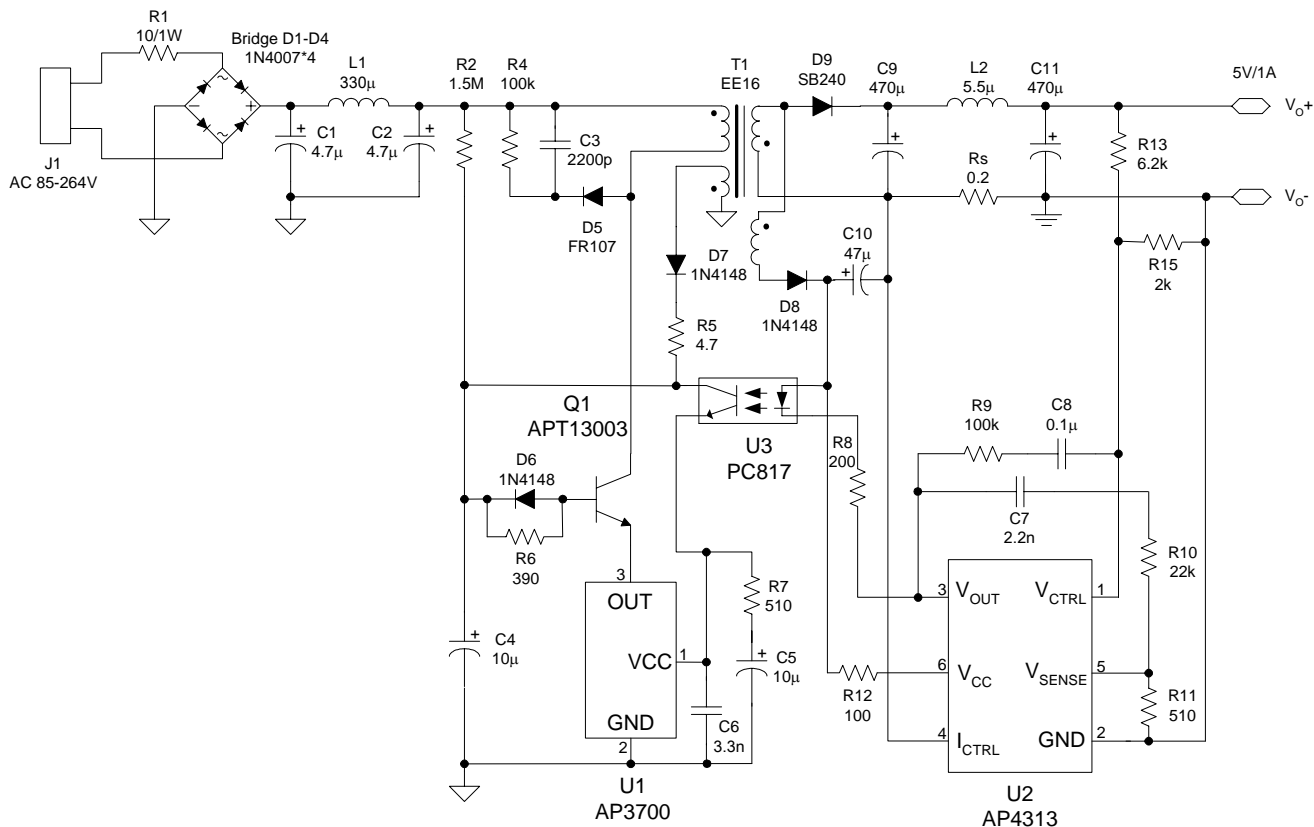 R1
10/1W
Bridge D1-D4
1N4007*4
L1
330μ
R2
1.5M
R4
100k
T1
EE16
D9
SB240
C9
470μ
L2
5.5μ
C11
470μ
5V/1A
VO+
J1
AC 85-264V
~
-
+
~
+
C1
4.7μ
C2
4.7μ
+
C3
2200p
+
+
Rs
0.2
R13
6.2k
VO-
D5
FR107
D7
1N4148
C10
47μ
+
R15
2k
D8
1N4148
R5
4.7
Q1
APT13003
U3
PC817
R8
200
R9
100k
C8
0.1μ
D6
1N4148
R6
390
C7
2.2n
R10
22k
3
OUT
R7
510
3
VOUT
VCTRL
1
+
C4
10μ
VCC
1
+
C5
10μ
R12
100
6
VCC
VSENSE
5
R11
510
GND
2
C6
3.3n
4
ICTRL
GND
2
U1
AP3700
U2
AP4313